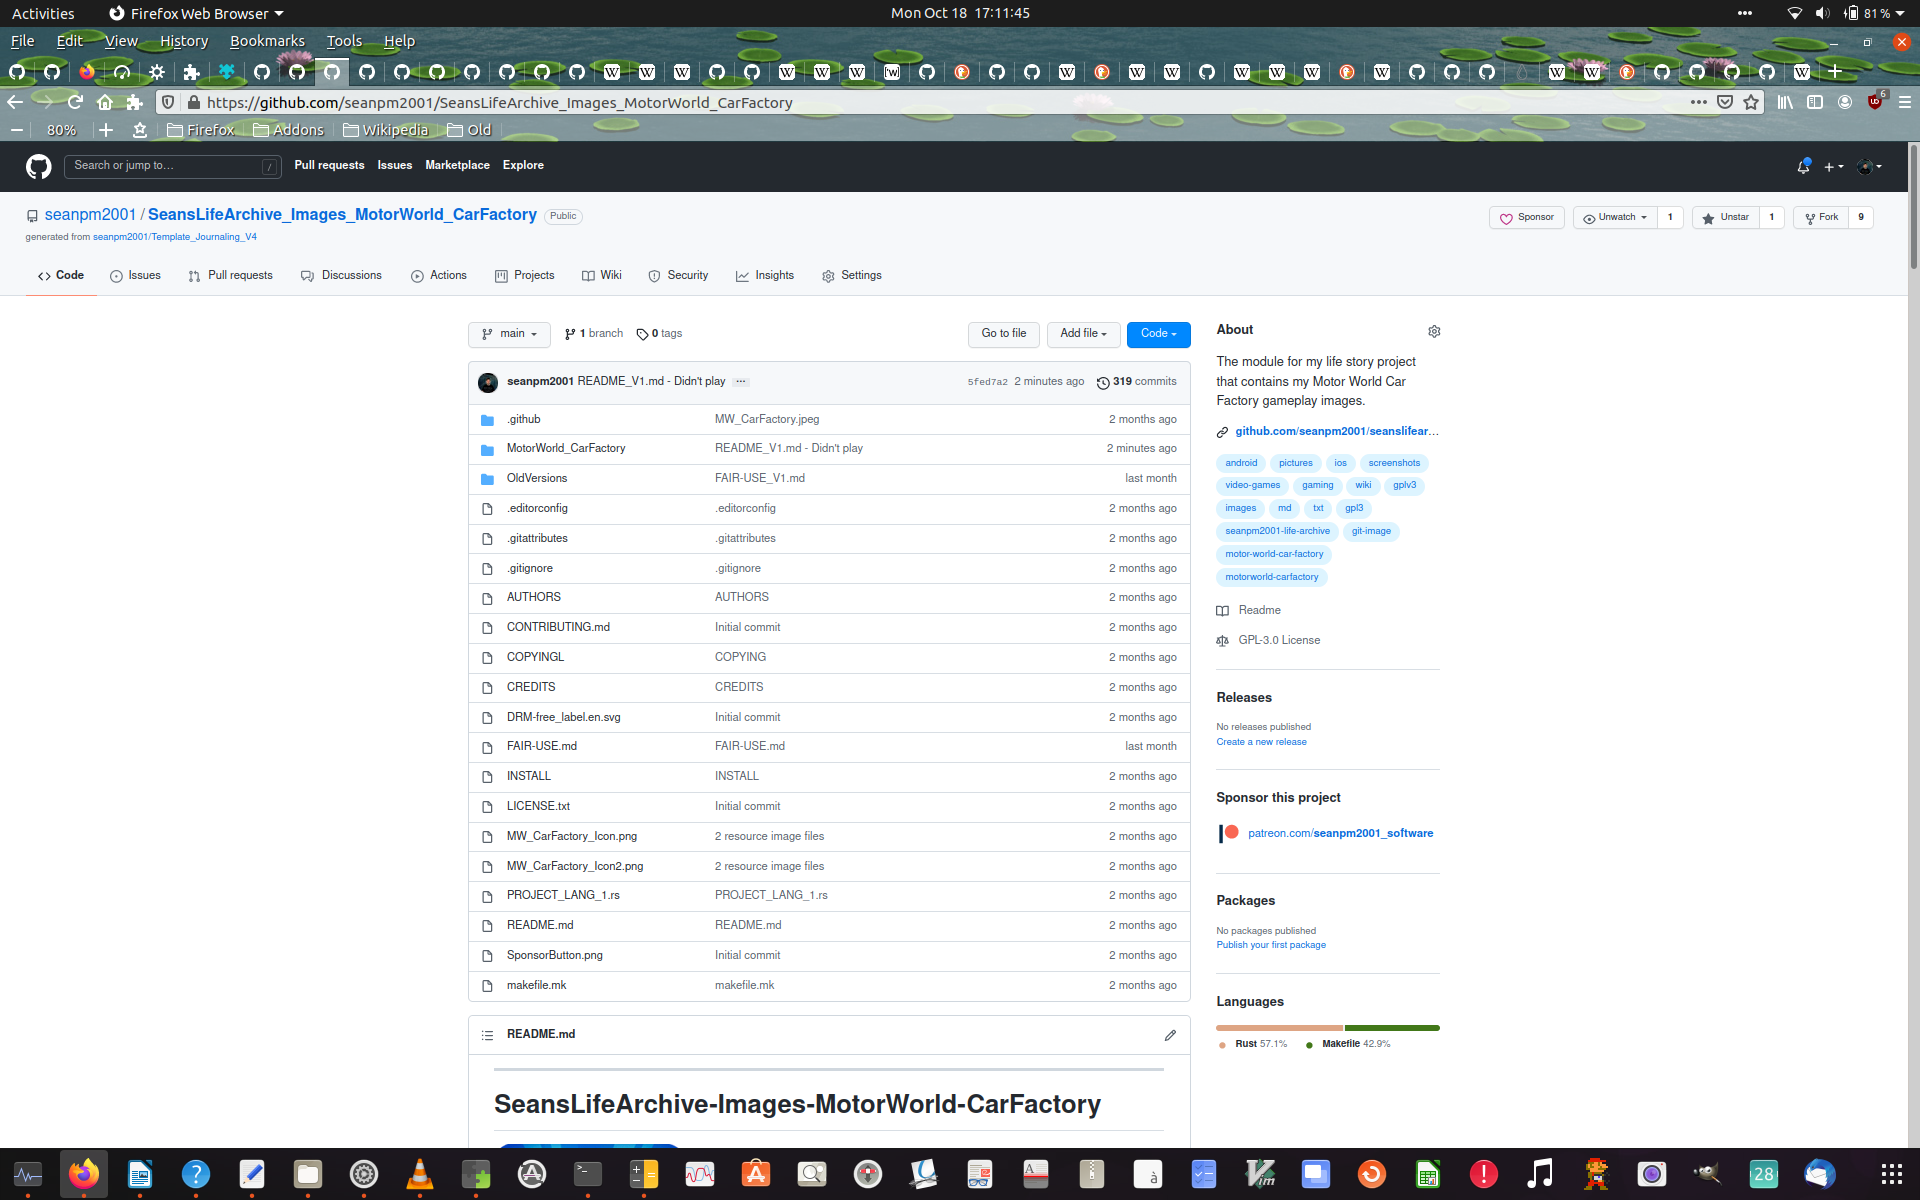 Activities Firefox Web Browser Mon Oct 18 17:11:45 81 %
File Edit View History Bookmarks Tools Help
https://github.com/seanpm2001/SeansLifeArchive_Images_MotorWorld_CarFactory 6
80% Firefox Addons Wikipedia Old
Search or jump to... / Pull requests Issues Marketplace Explore
seanpm2001 / SeansLifeArchive_Images_MotorWorld_CarFactory Public Sponsor Unwatch 1 Unstar 1 Fork 9
generated from seanpm2001/Template_Journaling_V4
Code Issues Pull requests Discussions Actions Projects Wiki Security Insights Settings
main 1 branch 0 tags Go to file Add file Code
seanpm2001 README_V1.md - Didn't play ... 5fed7a2 2 minutes ago 319 commits
.github MW_CarFactory.jpeg 2 months ago
MotorWorld_CarFactory README_V1.md - Didn't play 2 minutes ago
OldVersions FAIR-USE_V1.md last month
.editorconfig .editorconfig 2 months ago
.gitattributes .gitattributes 2 months ago
.gitignore .gitignore 2 months ago
AUTHORS AUTHORS 2 months ago
CONTRIBUTING.md Initial commit 2 months ago
COPYINGL COPYING 2 months ago
CREDITS CREDITS 2 months ago
DRM-free_label.en.svg Initial commit 2 months ago
FAIR-USE.md FAIR-USE.md last month
INSTALL INSTALL 2 months ago
LICENSE.txt Initial commit 2 months ago
MW_CarFactory_Icon.png 2 resource image files 2 months ago
MW_CarFactory_Icon2.png 2 resource image files 2 months ago
PROJECT_LANG_1.rs PROJECT_LANG_1.rs 2 months ago
README.md README.md 2 months ago
SponsorButton.png Initial commit 2 months ago
makefile.mk makefile.mk 2 months ago
README.md
SeansLifeArchive-Images-MotorWorld-CarFactory
About
The module for my life story project
that contains my Motor World Car
Factory gameplay images.
github.com/seanpm2001/seanslifear...
android pictures ios screenshots
video-games gaming wiki gplv3
images md txt gpl3
seanpm2001-life-archive git-image
motor-world-car-factory
motorworld-carfactory
Readme
GPL-3.0 License
Releases
No releases published
Create a new release
Sponsor this project
patreon.com/seanpm2001_software
Packages
No packages published
Publish your first package
Languages
Rust 57.1% Makefile 42.9%
28